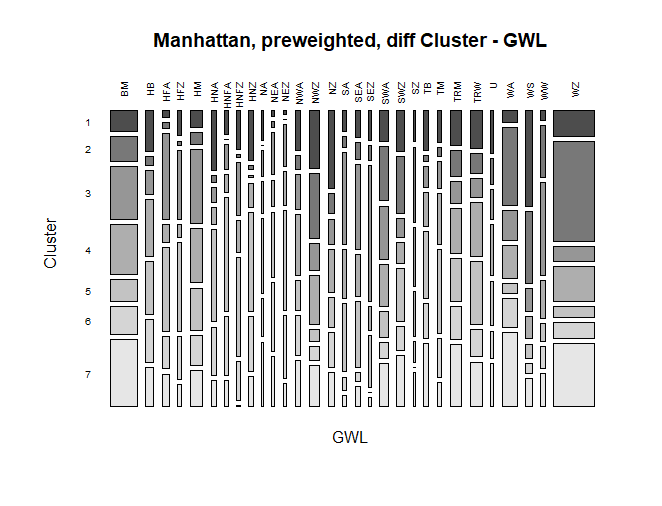 Manhattan, preweighted, diff Cluster - GWL
BM HB HFA HFZ HM HNA HNFA HNFZ HNZ NA NEA NEZ NWA NWZ NZ SA SEA SEZ SWA SWZ SZ TB TM TRM TRW U WA WS WW WZ
1
2
3
4
5
6
7
Cluster
GWL